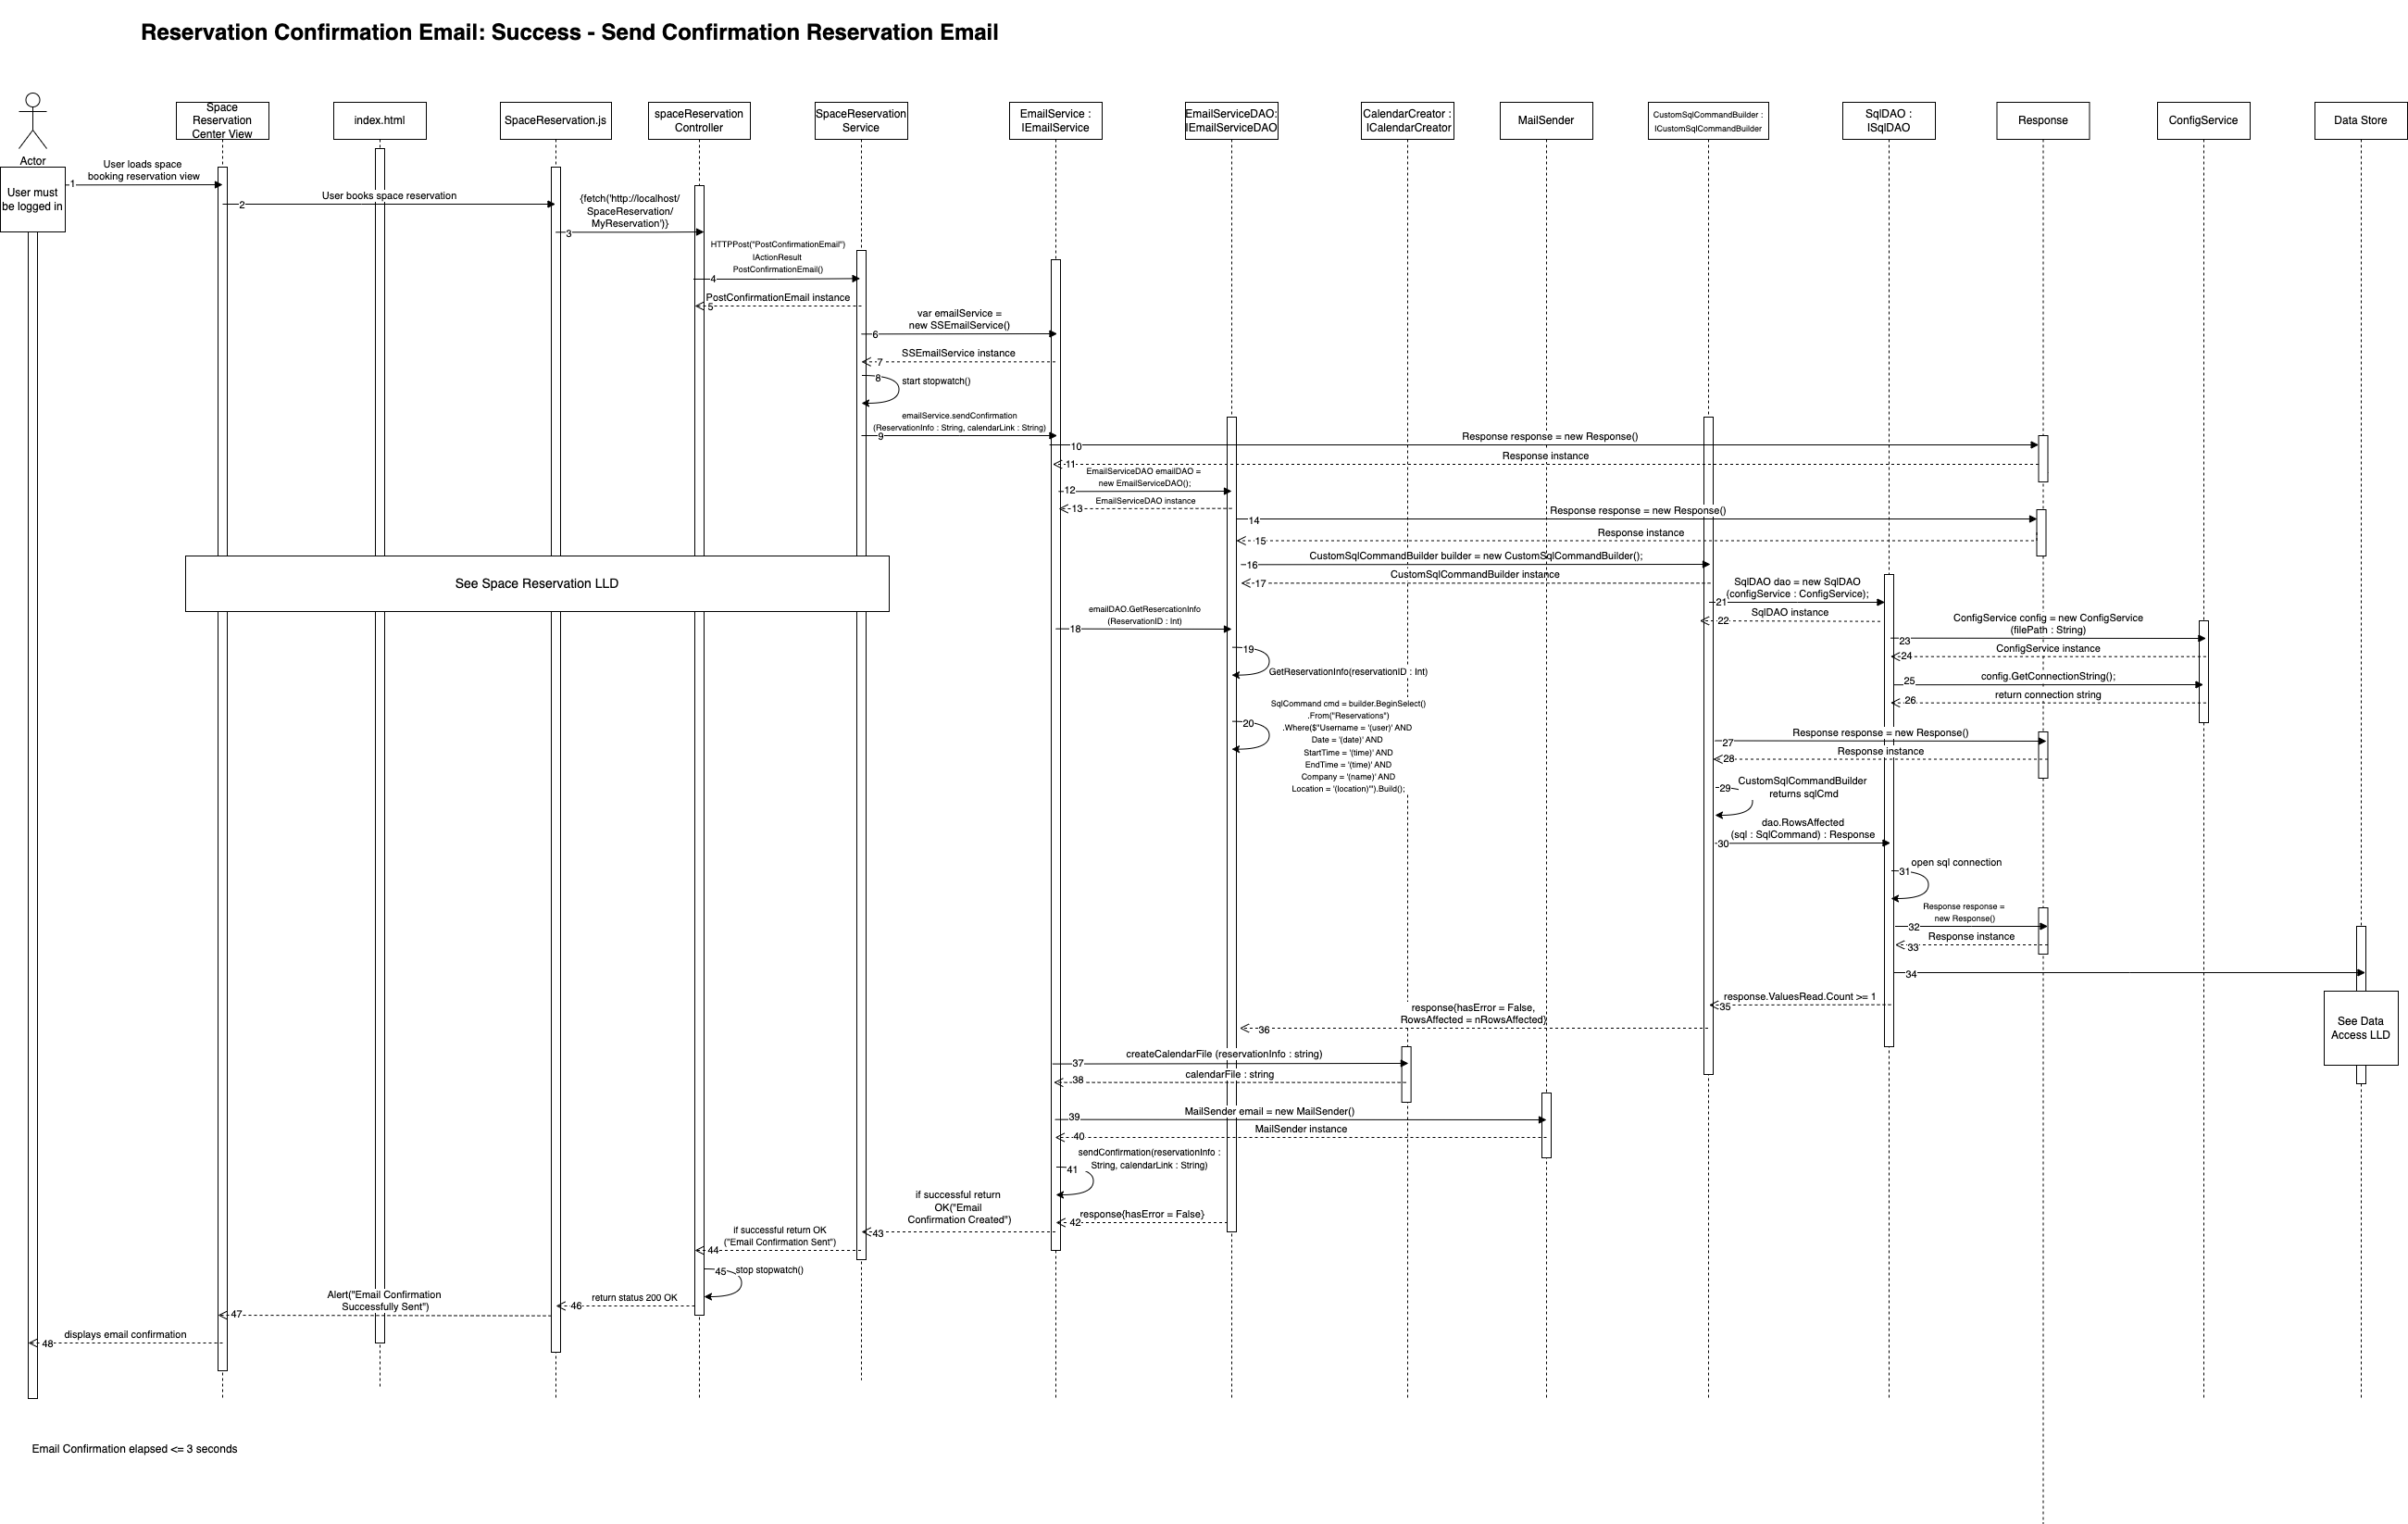 Reservation Confirmation Email: Success - Send Confirmation Reservation Email
Actor
Space
Reservation
Center View
index.html
SpaceReservation.js
spaceReservation
Controller
SpaceReservation
Service
EmailService :
IEmailService
EmailServiceDAO:
IEmailServiceDAO
CalendarCreator :
ICalendarCreator
MailSender
CustomSqlCommandBuilder :
ICustomSqlCommandBuilder
SqlDAO :
ISqlDAO
Response
ConfigService
Data Store
User must
be logged in
1
User loads space
booking reservation view
2
User books space reservation
3
{fetch('http://localhost/
SpaceReservation/
MyReservation')}
4
HTTPPost("PostConfirmationEmail")
IActionResult
PostConfirmationEmail()
5
PostConfirmationEmail instance
6
var emailService =
new SSEmailService()
7
SSEmailService instance
8
start stopwatch()
9
emailService.sendConfirmation
(ReservationInfo : String, calendarLink : String)
10
Response response = new Response()
11
Response instance
12
EmailServiceDAO emailDAO =
new EmailServiceDAO();
13
EmailServiceDAO instance
14
Response response = new Response()
15
Response instance
16
CustomSqlCommandBuilder builder = new CustomSqlCommandBuilder();
17
CustomSqlCommandBuilder instance
See Space Reservation LLD
18
emailDAO.GetResercationInfo
(ReservationID : Int)
19
GetReservationInfo(reservationID : Int)
20
SqlCommand cmd = builder.BeginSelect()
.From("Reservations")
.Where($"Username = '(user)' AND
Date = '(date)' AND
StartTime = '(time)' AND
EndTime = '(time)' AND
Company = '(name)' AND
Location = '(location)'").Build();
21
SqlDAO dao = new SqlDAO
(configService : ConfigService);
22
SqlDAO instance
23
ConfigService config = new ConfigService
(filePath : String)
24
ConfigService instance
25
config.GetConnectionString();
26
return connection string
27
Response response = new Response()
28
Response instance
29
CustomSqlCommandBuilder
returns sqlCmd
30
dao.RowsAffected
(sql : SqlCommand) : Response
31
open sql connection
32
Response response =
new Response()
33
Response instance
34
35
response.ValuesRead.Count >= 1
See Data
Access LLD
36
response{hasError = False,
RowsAffected = nRowsAffected}
37
createCalendarFile (reservationInfo : string)
38
calendarFile : string
39
MailSender email = new MailSender()
40
MailSender instance
41
sendConfirmation(reservationInfo :
String, calendarLink : String)
42
response{hasError = False}
43
if successful return
OK("Email
Confirmation Created")
44
if successful return OK
("Email Confirmation Sent")
45
stop stopwatch()
46
return status 200 OK
47
Alert("Email Confirmation
Successfully Sent")
48
displays email confirmation
Email Confirmation elapsed <= 3 seconds